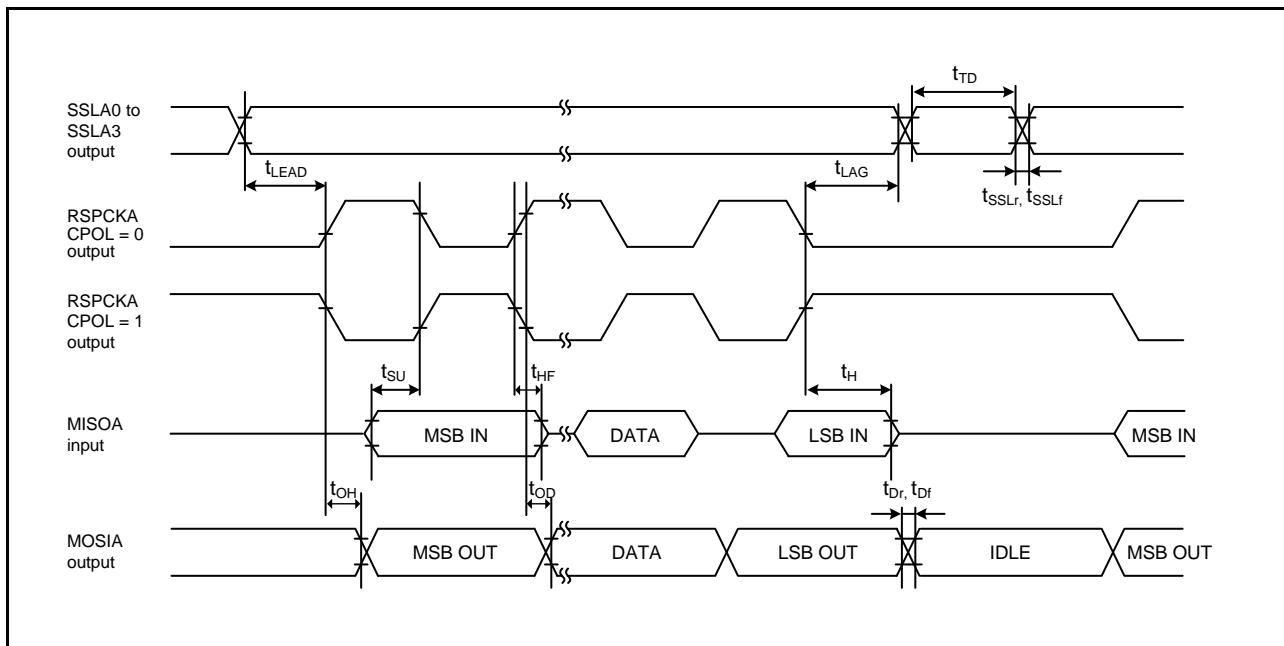 SSLA0 to
SSLA3
output
tTD
tLEAD
tLAG
tSSLr, tSSLf
RSPCKA
CPOL = 0
output
RSPCKA
CPOL = 1
output
tSU
tHF
tH
MISOA
input
MSB IN
DATA
LSB IN
MSB IN
tOH
tOD
tDr, tDf
MOSIA
output
MSB OUT
DATA
LSB OUT
IDLE
MSB OUT